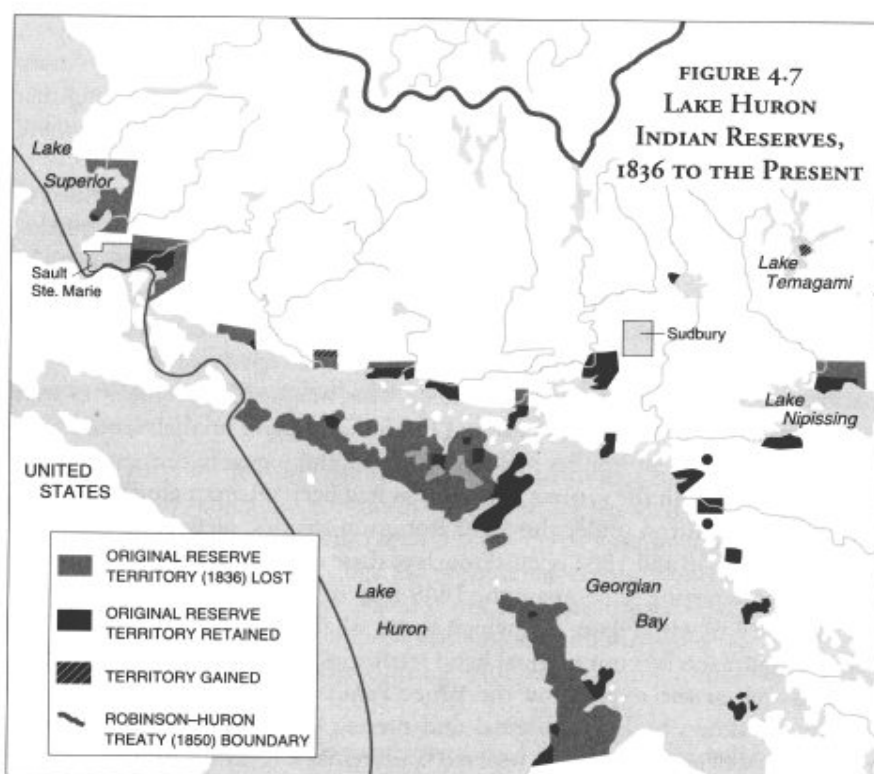 FIGURE 4.7
LAKE HURON
INDIAN RESERVES,
1836 TO THE PRESENT
Lake
Superior
Sault
Ste. Marie
Lake
Temagami
Sudbury
Lake
Nipissing
UNITED
STATES
Georgian
Bay
Lake
Huron
ORIGINAL RESERVE
TERRITORY (1836) LOST
ORIGINAL RESERVE
TERRITORY RETAINED
TERRITORY GAINED
ROBINSON–HURON
TREATY (1850) BOUNDARY